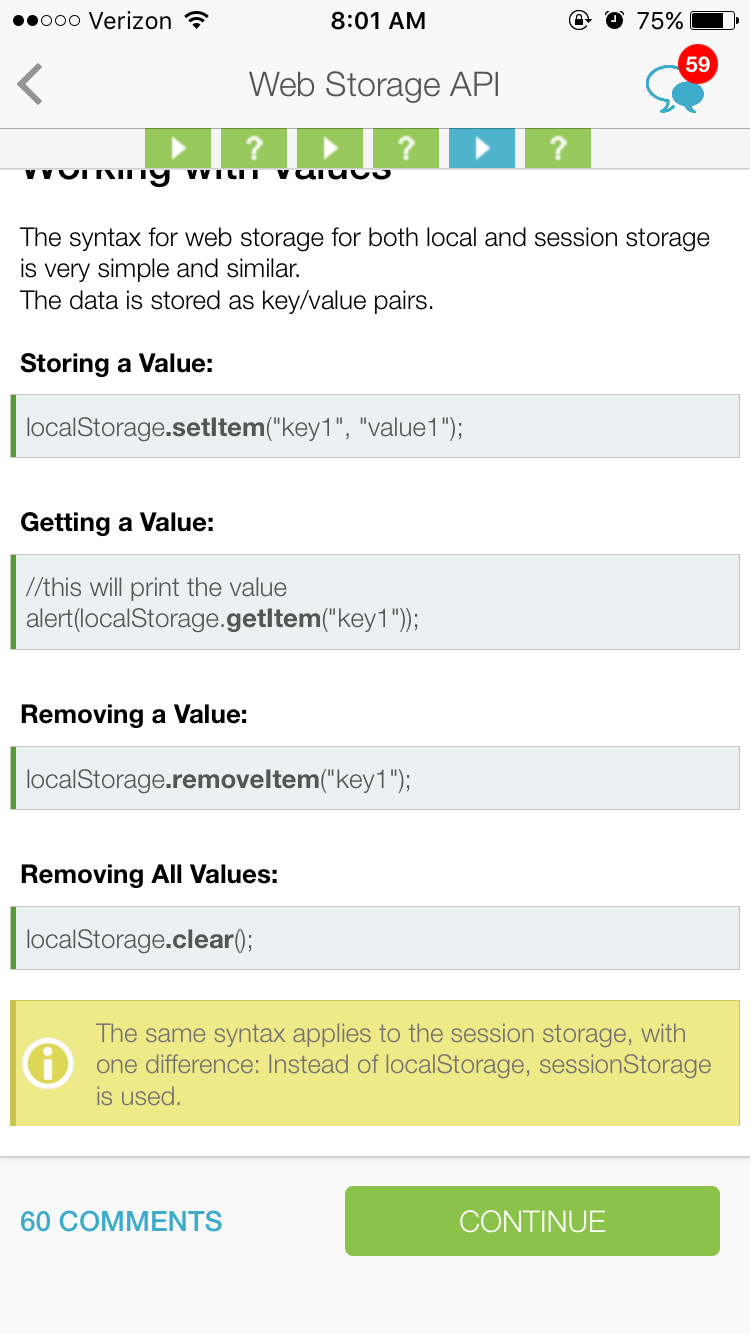 Verizon 8:01 AM 75%
Web Storage API 59
? ? ?
Working with Values
The syntax for web storage for both local and session storage
is very simple and similar.
The data is stored as key/value pairs.
Storing a Value:
localStorage.setItem("key1", "value1");
Getting a Value:
//this will print the value
alert(localStorage.getItem("key1"));
Removing a Value:
localStorage.removeItem("key1");
Removing All Values:
localStorage.clear();
The same syntax applies to the session storage, with
one difference: Instead of localStorage, sessionStorage
is used.
60 COMMENTS CONTINUE